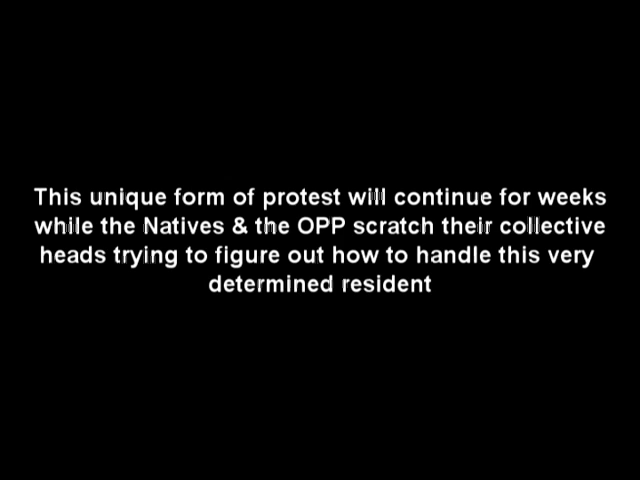 This unique form of protest will continue for weeks
while the Natives & the OPP scratch their collective
heads trying to figure out how to handle this very
determined resident